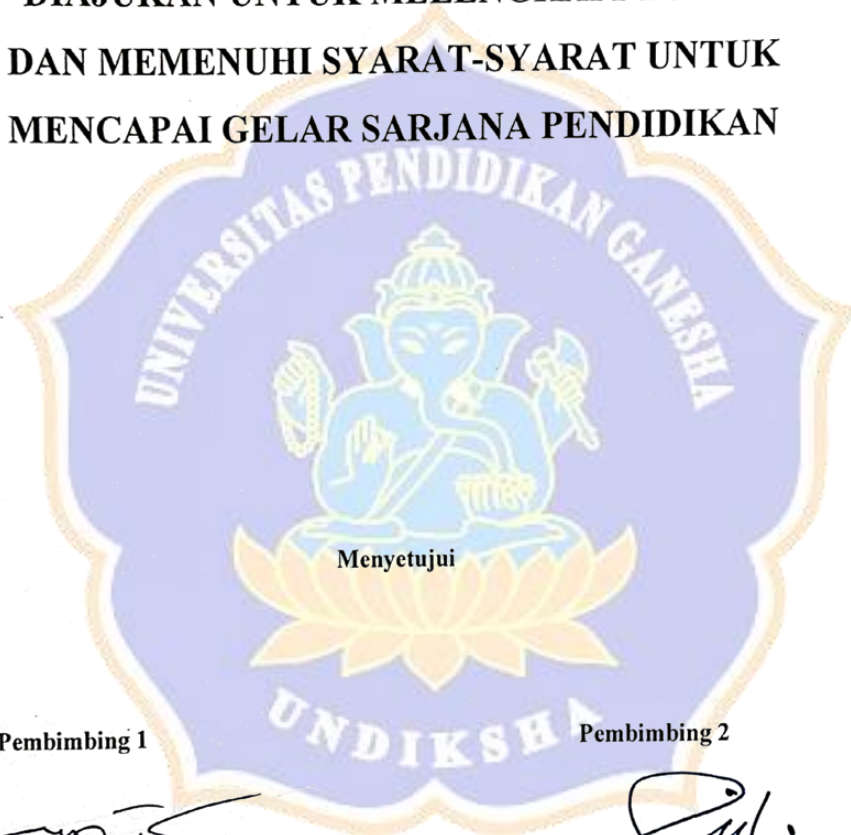 DAN MEMENUHI SYARAT-SYARAT UNTUK
MENCAPAI GELAR SARJANA PENDIDIKAN
UNIVERSITAS PENDIDIKAN GANESHA
Menyetujui
UNDIKSHA
Pembimbing 1
Pembimbing 2